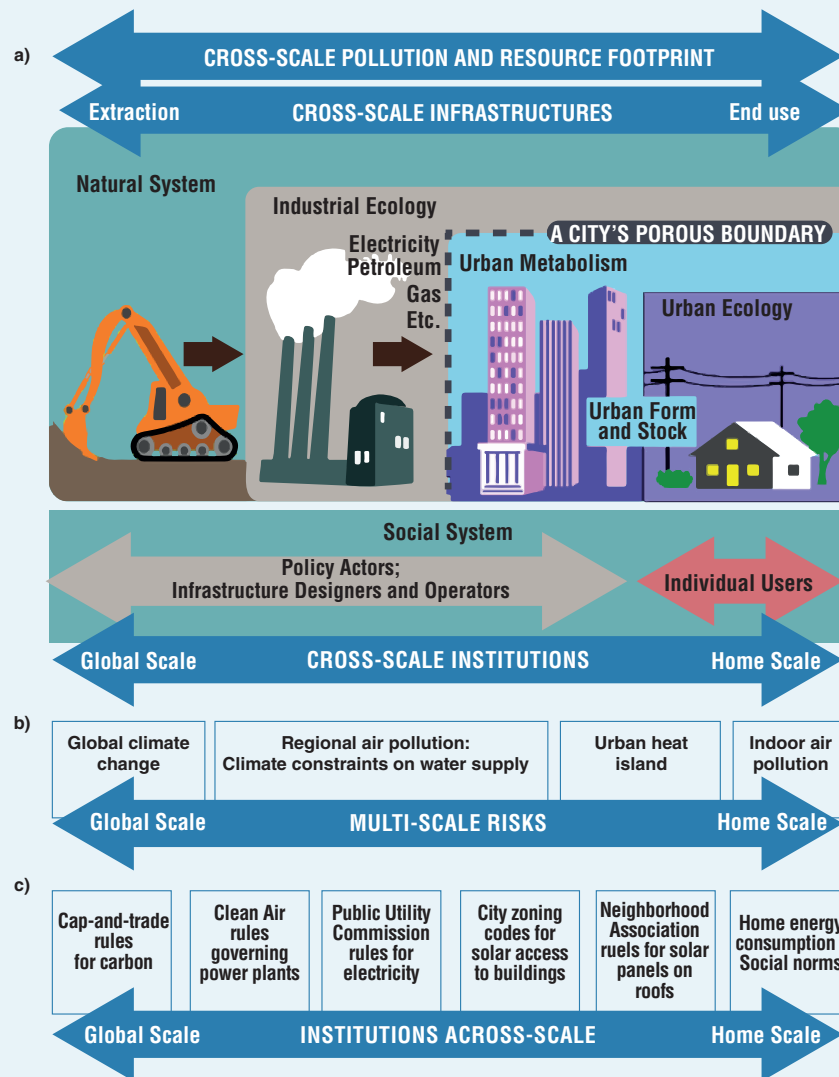 a)
CROSS-SCALE POLLUTION AND RESOURCE FOOTPRINT
Extraction
CROSS-SCALE INFRASTRUCTURES
End use
Natural System
Industrial Ecology
Electricity
Petroleum
Gas
Etc.
A CITY'S POROUS BOUNDARY
Urban Metabolism
Urban Ecology
Urban Form
and Stock
Social System
Policy Actors;
Infrastructure Designers and Operators
Individual Users
Global Scale
CROSS-SCALE INSTITUTIONS
Home Scale
b)
Global climate
change
Regional air pollution:
Climate constraints on water supply
Urban heat
island
Indoor air
pollution
Global Scale
MULTI-SCALE RISKS
Home Scale
c)
Cap-and-trade
rules
for carbon
Clean Air
rules
governing
power plants
Public Utility
Commission
rules for
electricity
City zoning
codes for
solar access
to buildings
Neighborhood
Association
ruels for solar
panels on
roofs
Home energy
consumption
Social norms
Global Scale
INSTITUTIONS ACROSS-SCALE
Home Scale